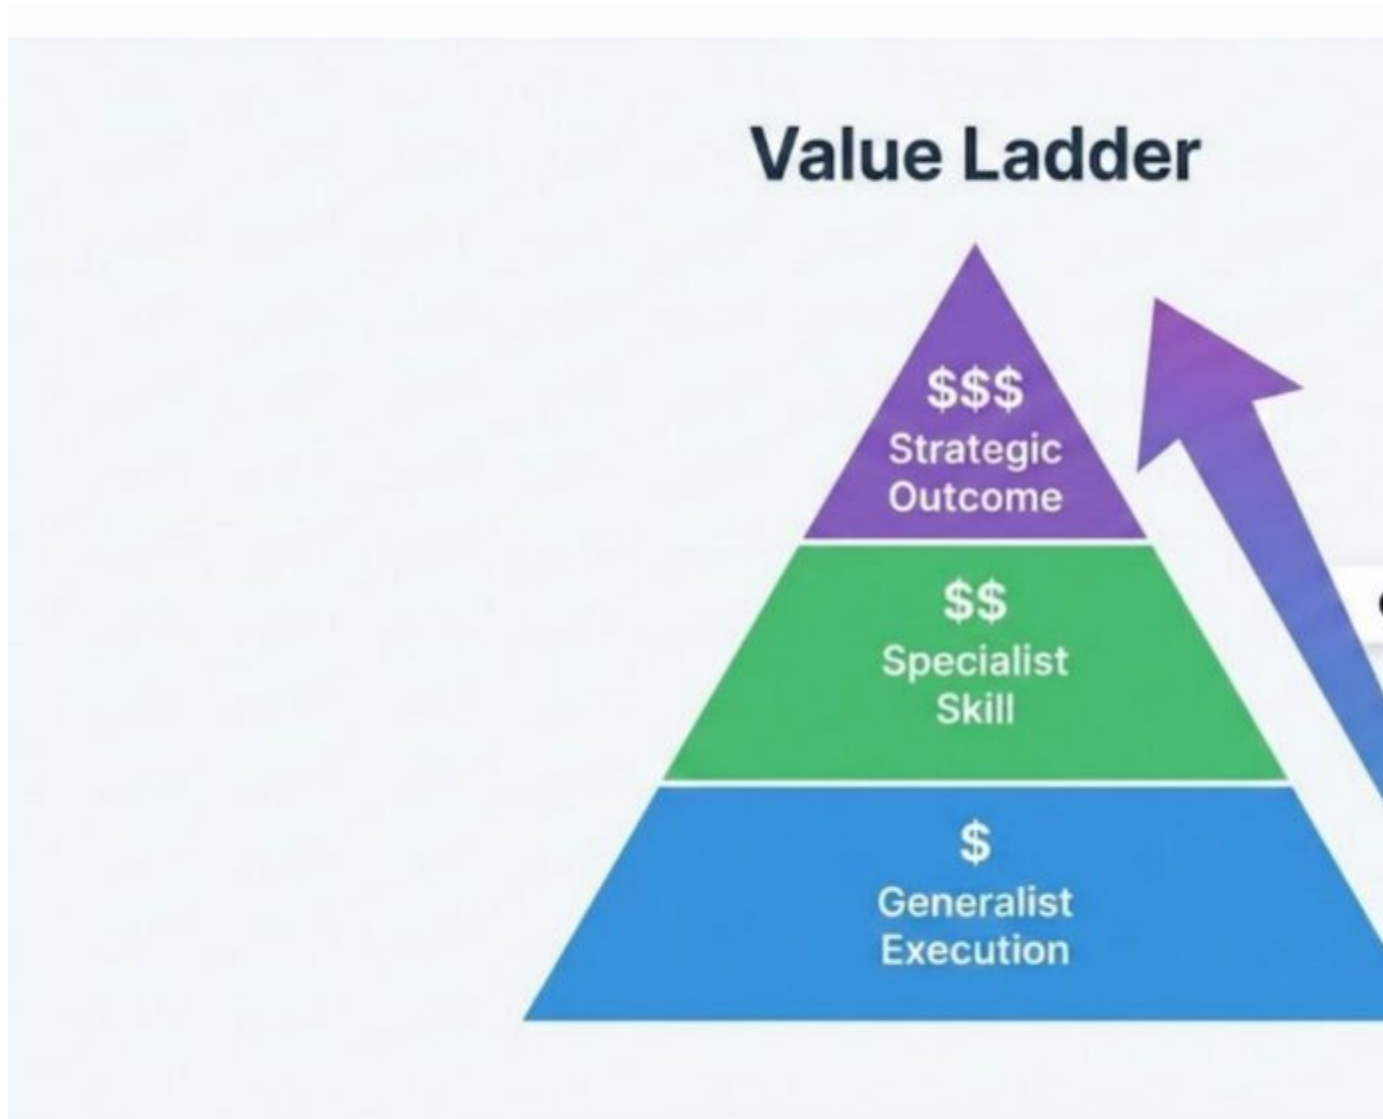 Value Ladder
$$$
Strategic
Outcome
$$
Specialist
Skill
$
Generalist
Execution